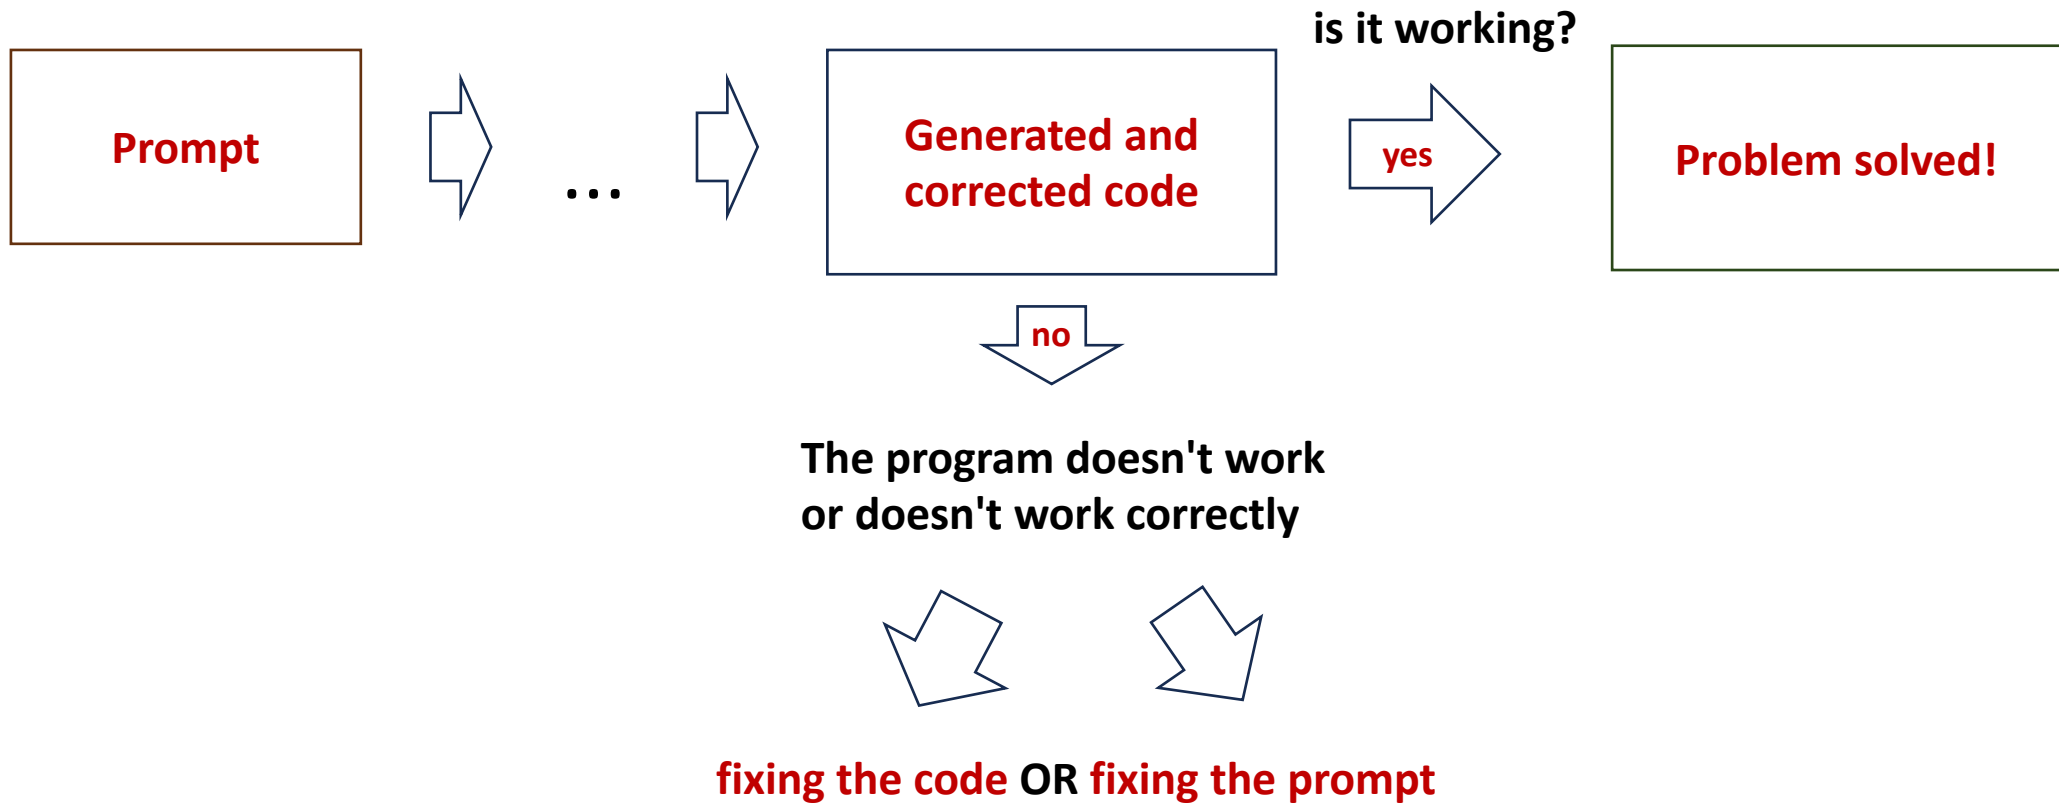 is it working?
Prompt
...
Generated and
corrected code
yes
Problem solved!
no
The program doesn't work
or doesn't work correctly
fixing the code OR fixing the prompt